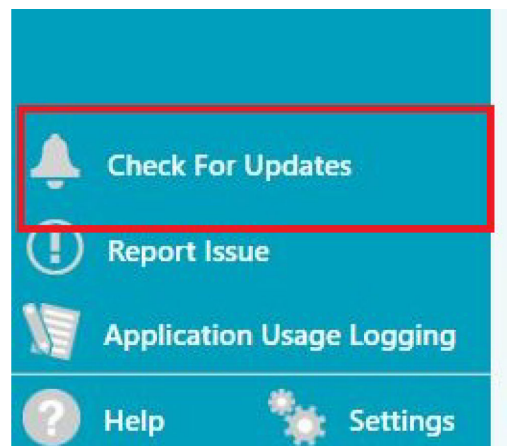 Check For Updates
Report Issue
Application Usage Logging
Help Settings